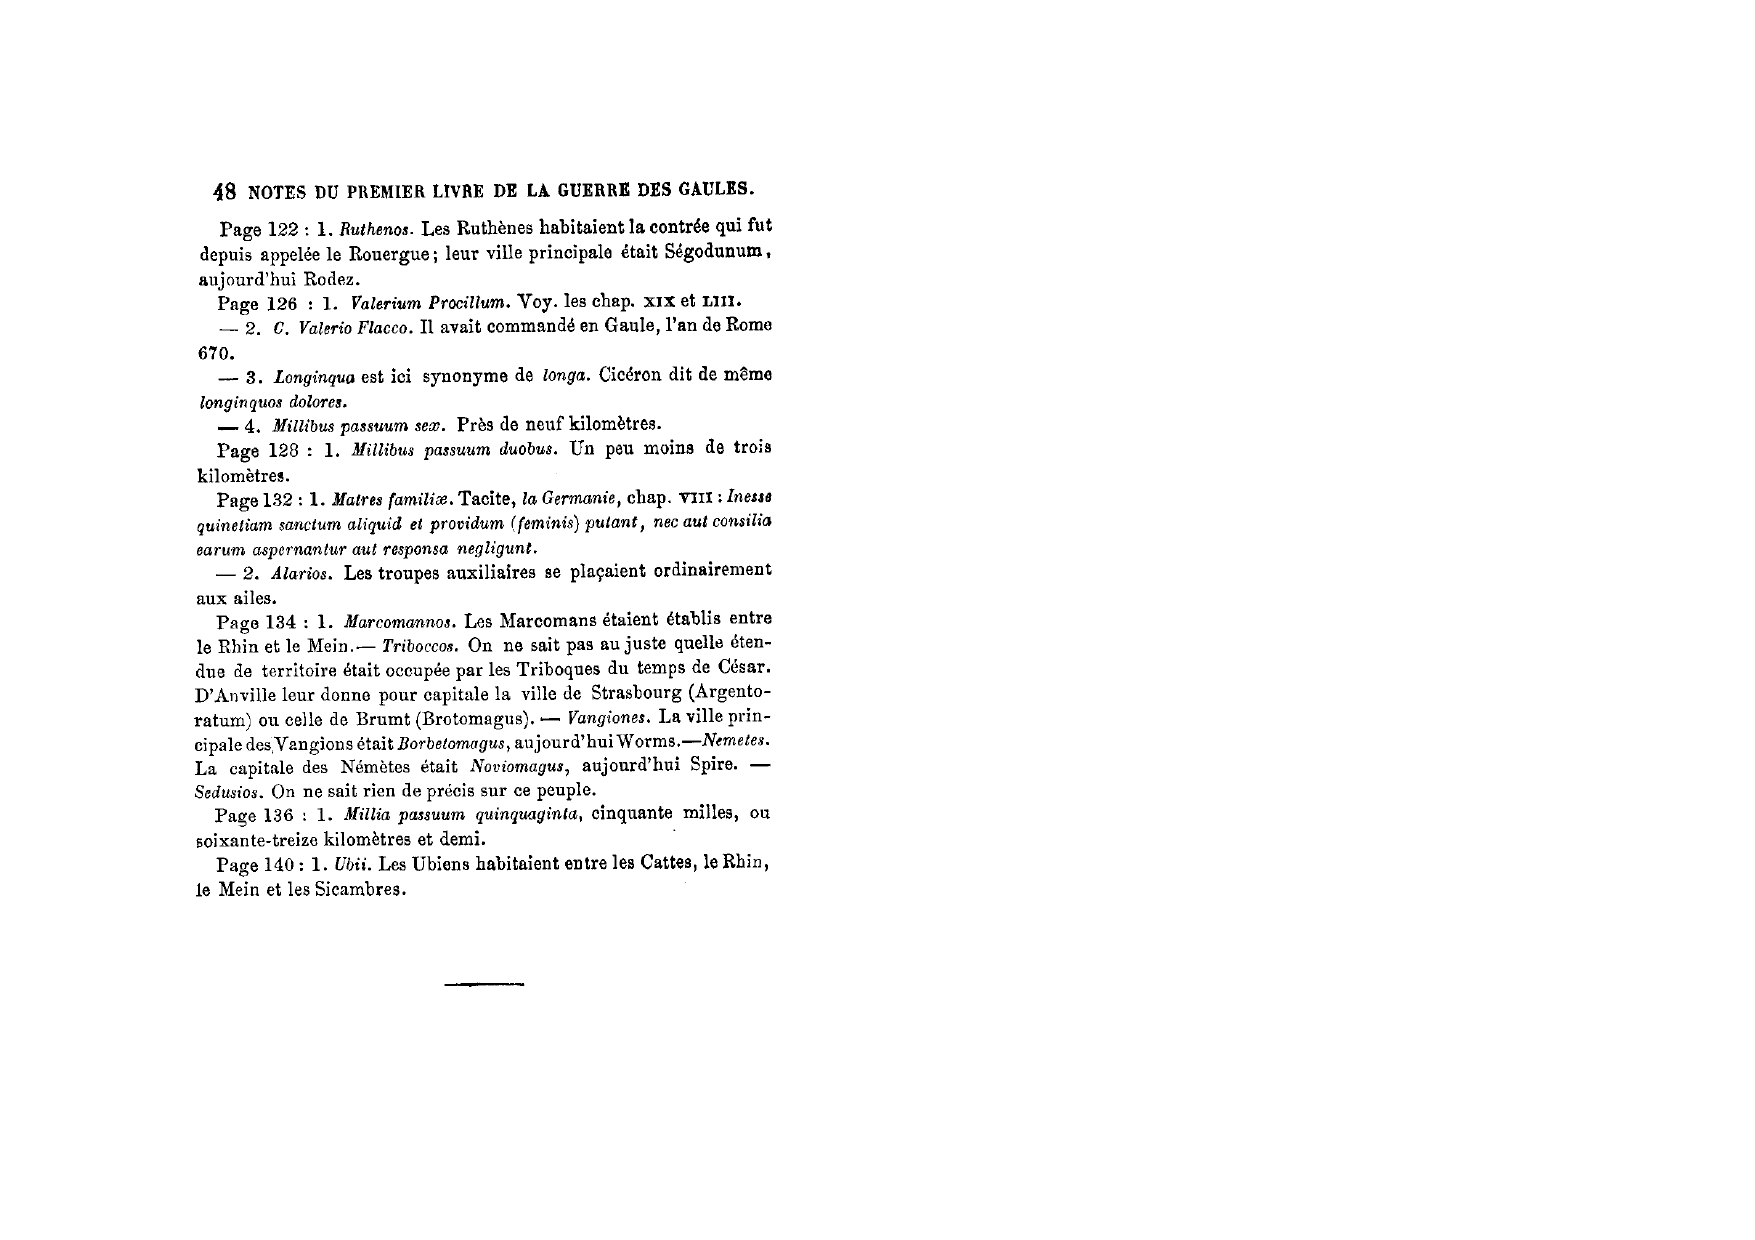 48 NOTES DU PREMIER LIVRE DE LA GUERRE DES GAULES.
Page 122 : 1. Ruthenos. Les Ruthènes habitaient la contrée qui fut
depuis appelée le Rouergue; leur ville principale était Ségodunum,
aujourd'hui Rodez.
Page 126 : 1. Valerium Procillum. Voy. les chap. XIX et LIII.
— 2. C. Valerio Flacco. Il avait commandé en Gaule, l'an de Rome
670.
— 3. Longinqua est ici synonyme de longa. Cicéron dit de même
longinquos dolores.
— 4. Millibus passuum sex. Près de neuf kilomètres.
Page 128 : 1. Millibus passuum duobus. Un peu moins de trois
kilomètres.
Page 132 : 1. Matres familiæ. Tacite, la Germanie, chap. VIII : Inesse
quinetiam sanctum aliquid et providum (feminis) putant, nec aut consilia
earum aspernantur aut responsa negligunt.
— 2. Alarios. Les troupes auxiliaires se plaçaient ordinairement
aux ailes.
Page 134 : 1. Marcomannos. Les Marcomans étaient établis entre
le Rhin et le Mein.— Triboccos. On ne sait pas au juste quelle éten-
due de territoire était occupée par les Triboques du temps de César.
D'Anville leur donne pour capitale la ville de Strasbourg (Argento-
ratum) ou celle de Brumt (Brotomagus). — Vangiones. La ville prin-
cipale des Vangions était Borbetomagus, aujourd'hui Worms.—Nemetes.
La capitale des Némètes était Noviomagus, aujourd'hui Spire. —
Sedusios. On ne sait rien de précis sur ce peuple.
Page 136 : 1. Millia passuum quinquaginta, cinquante milles, ou
soixante-treize kilomètres et demi.
Page 140 : 1. Ubii. Les Ubiens habitaient entre les Cattes, le Rhin,
le Mein et les Sicambres.